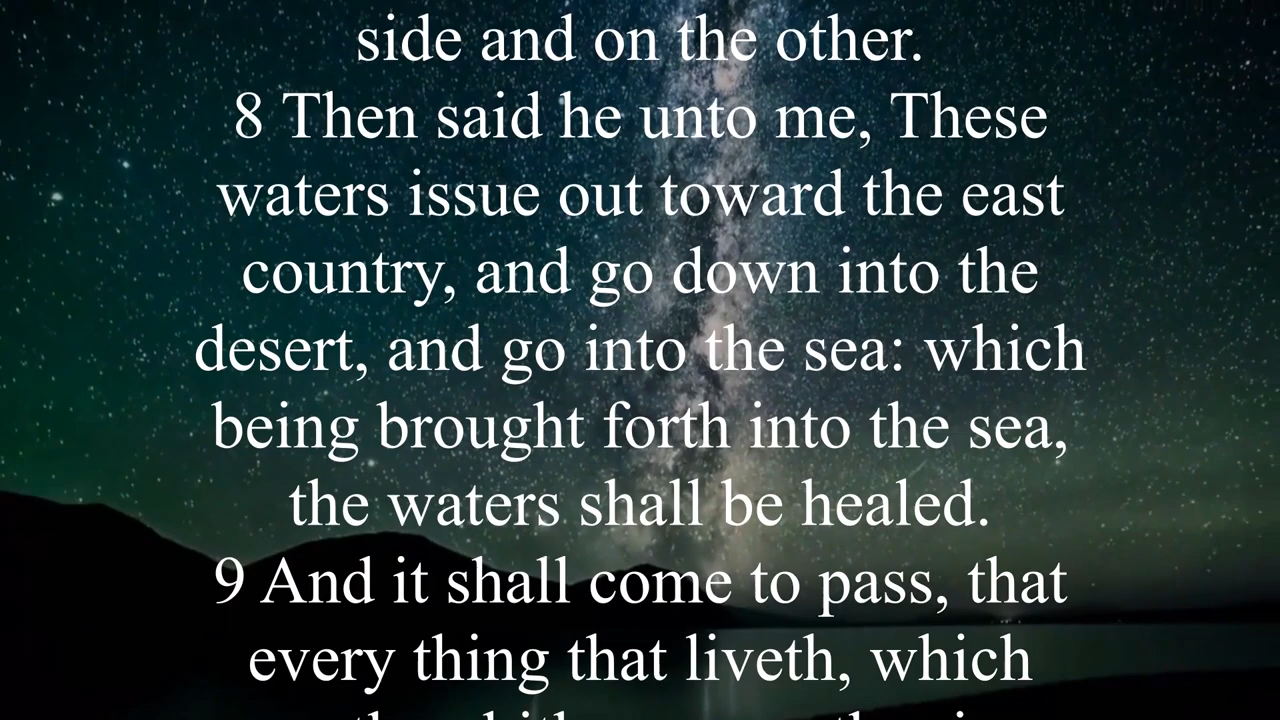 side and on the other.
8 Then said he unto me, These
waters issue out toward the east
country, and go down into the
desert, and go into the sea: which
being brought forth into the sea,
the waters shall be healed.
9 And it shall come to pass, that
every thing that liveth, which